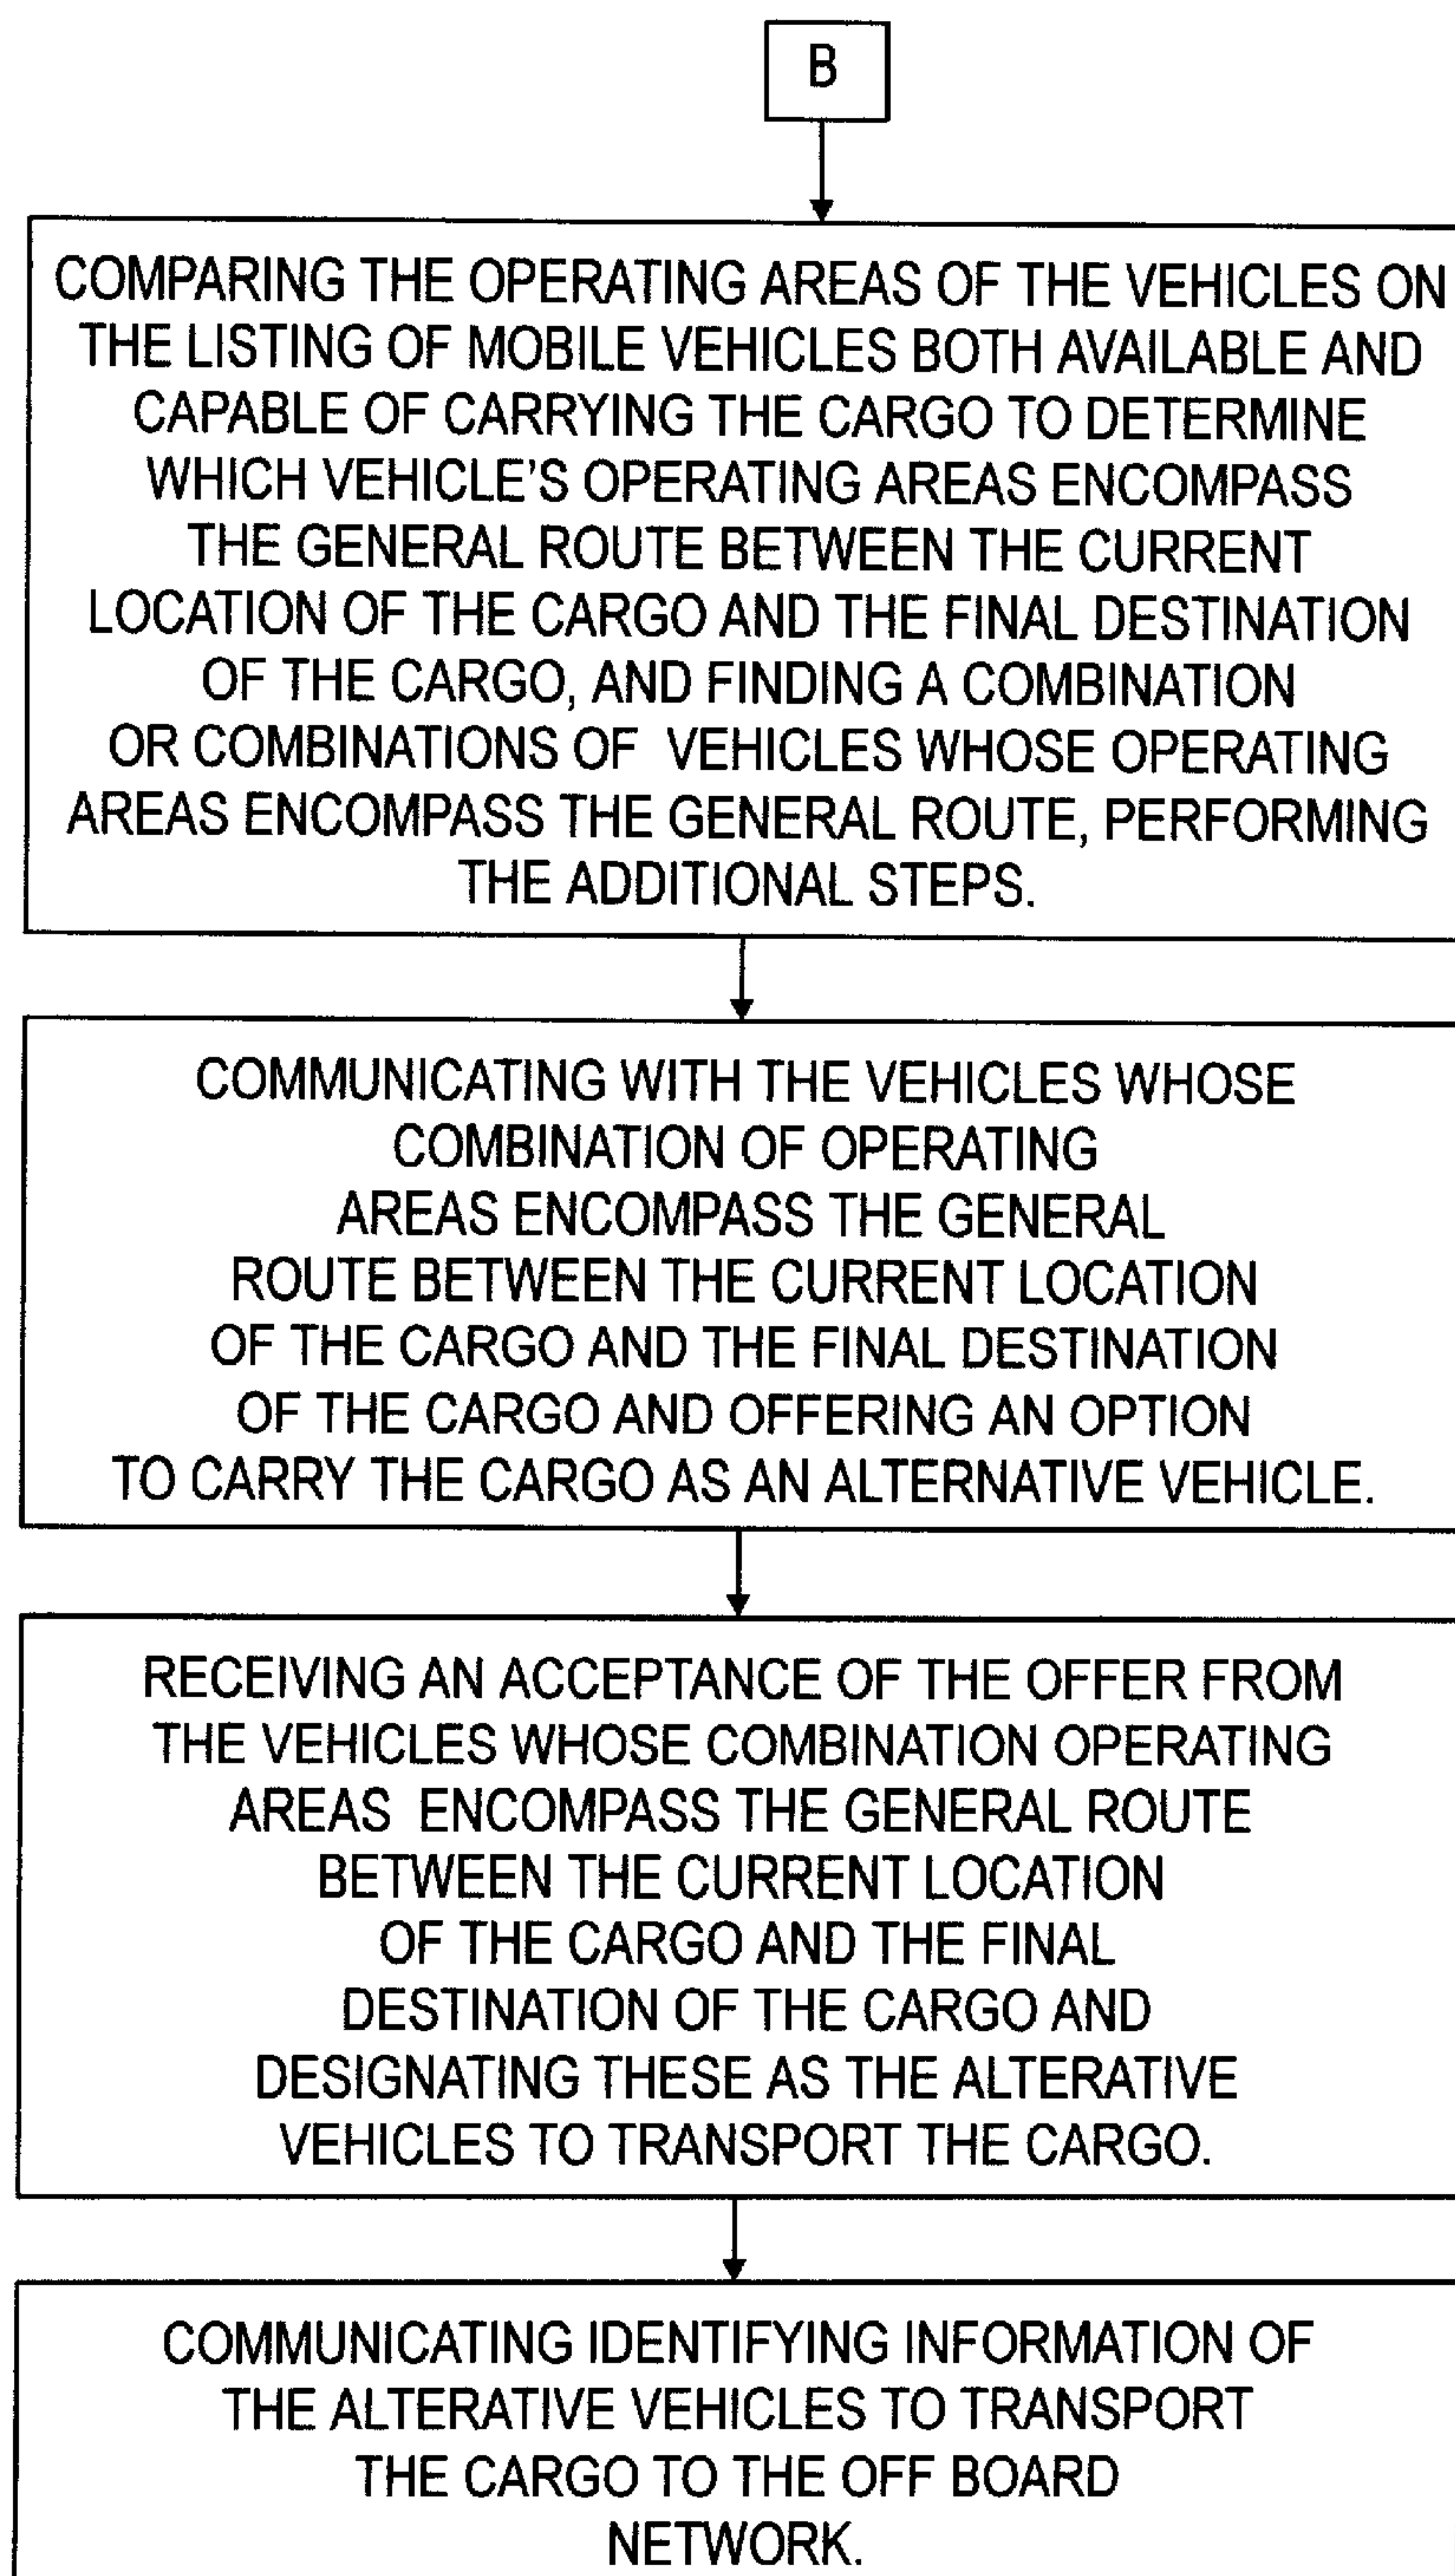 B
COMPARING THE OPERATING AREAS OF THE VEHICLES ON
THE LISTING OF MOBILE VEHICLES BOTH AVAILABLE AND
CAPABLE OF CARRYING THE CARGO TO DETERMINE
WHICH VEHICLE'S OPERATING AREAS ENCOMPASS
THE GENERAL ROUTE BETWEEN THE CURRENT
LOCATION OF THE CARGO AND THE FINAL DESTINATION
OF THE CARGO, AND FINDING A COMBINATION
OR COMBINATIONS OF VEHICLES WHOSE OPERATING
AREAS ENCOMPASS THE GENERAL ROUTE, PERFORMING
THE ADDITIONAL STEPS.
COMMUNICATING WITH THE VEHICLES WHOSE
COMBINATION OF OPERATING
AREAS ENCOMPASS THE GENERAL
ROUTE BETWEEN THE CURRENT LOCATION
OF THE CARGO AND THE FINAL DESTINATION
OF THE CARGO AND OFFERING AN OPTION
TO CARRY THE CARGO AS AN ALTERNATIVE VEHICLE.
RECEIVING AN ACCEPTANCE OF THE OFFER FROM
THE VEHICLES WHOSE COMBINATION OPERATING
AREAS ENCOMPASS THE GENERAL ROUTE
BETWEEN THE CURRENT LOCATION
OF THE CARGO AND THE FINAL
DESTINATION OF THE CARGO AND
DESIGNATING THESE AS THE ALTERATIVE
VEHICLES TO TRANSPORT THE CARGO.
COMMUNICATING IDENTIFYING INFORMATION OF
THE ALTERATIVE VEHICLES TO TRANSPORT
THE CARGO TO THE OFF BOARD
NETWORK.